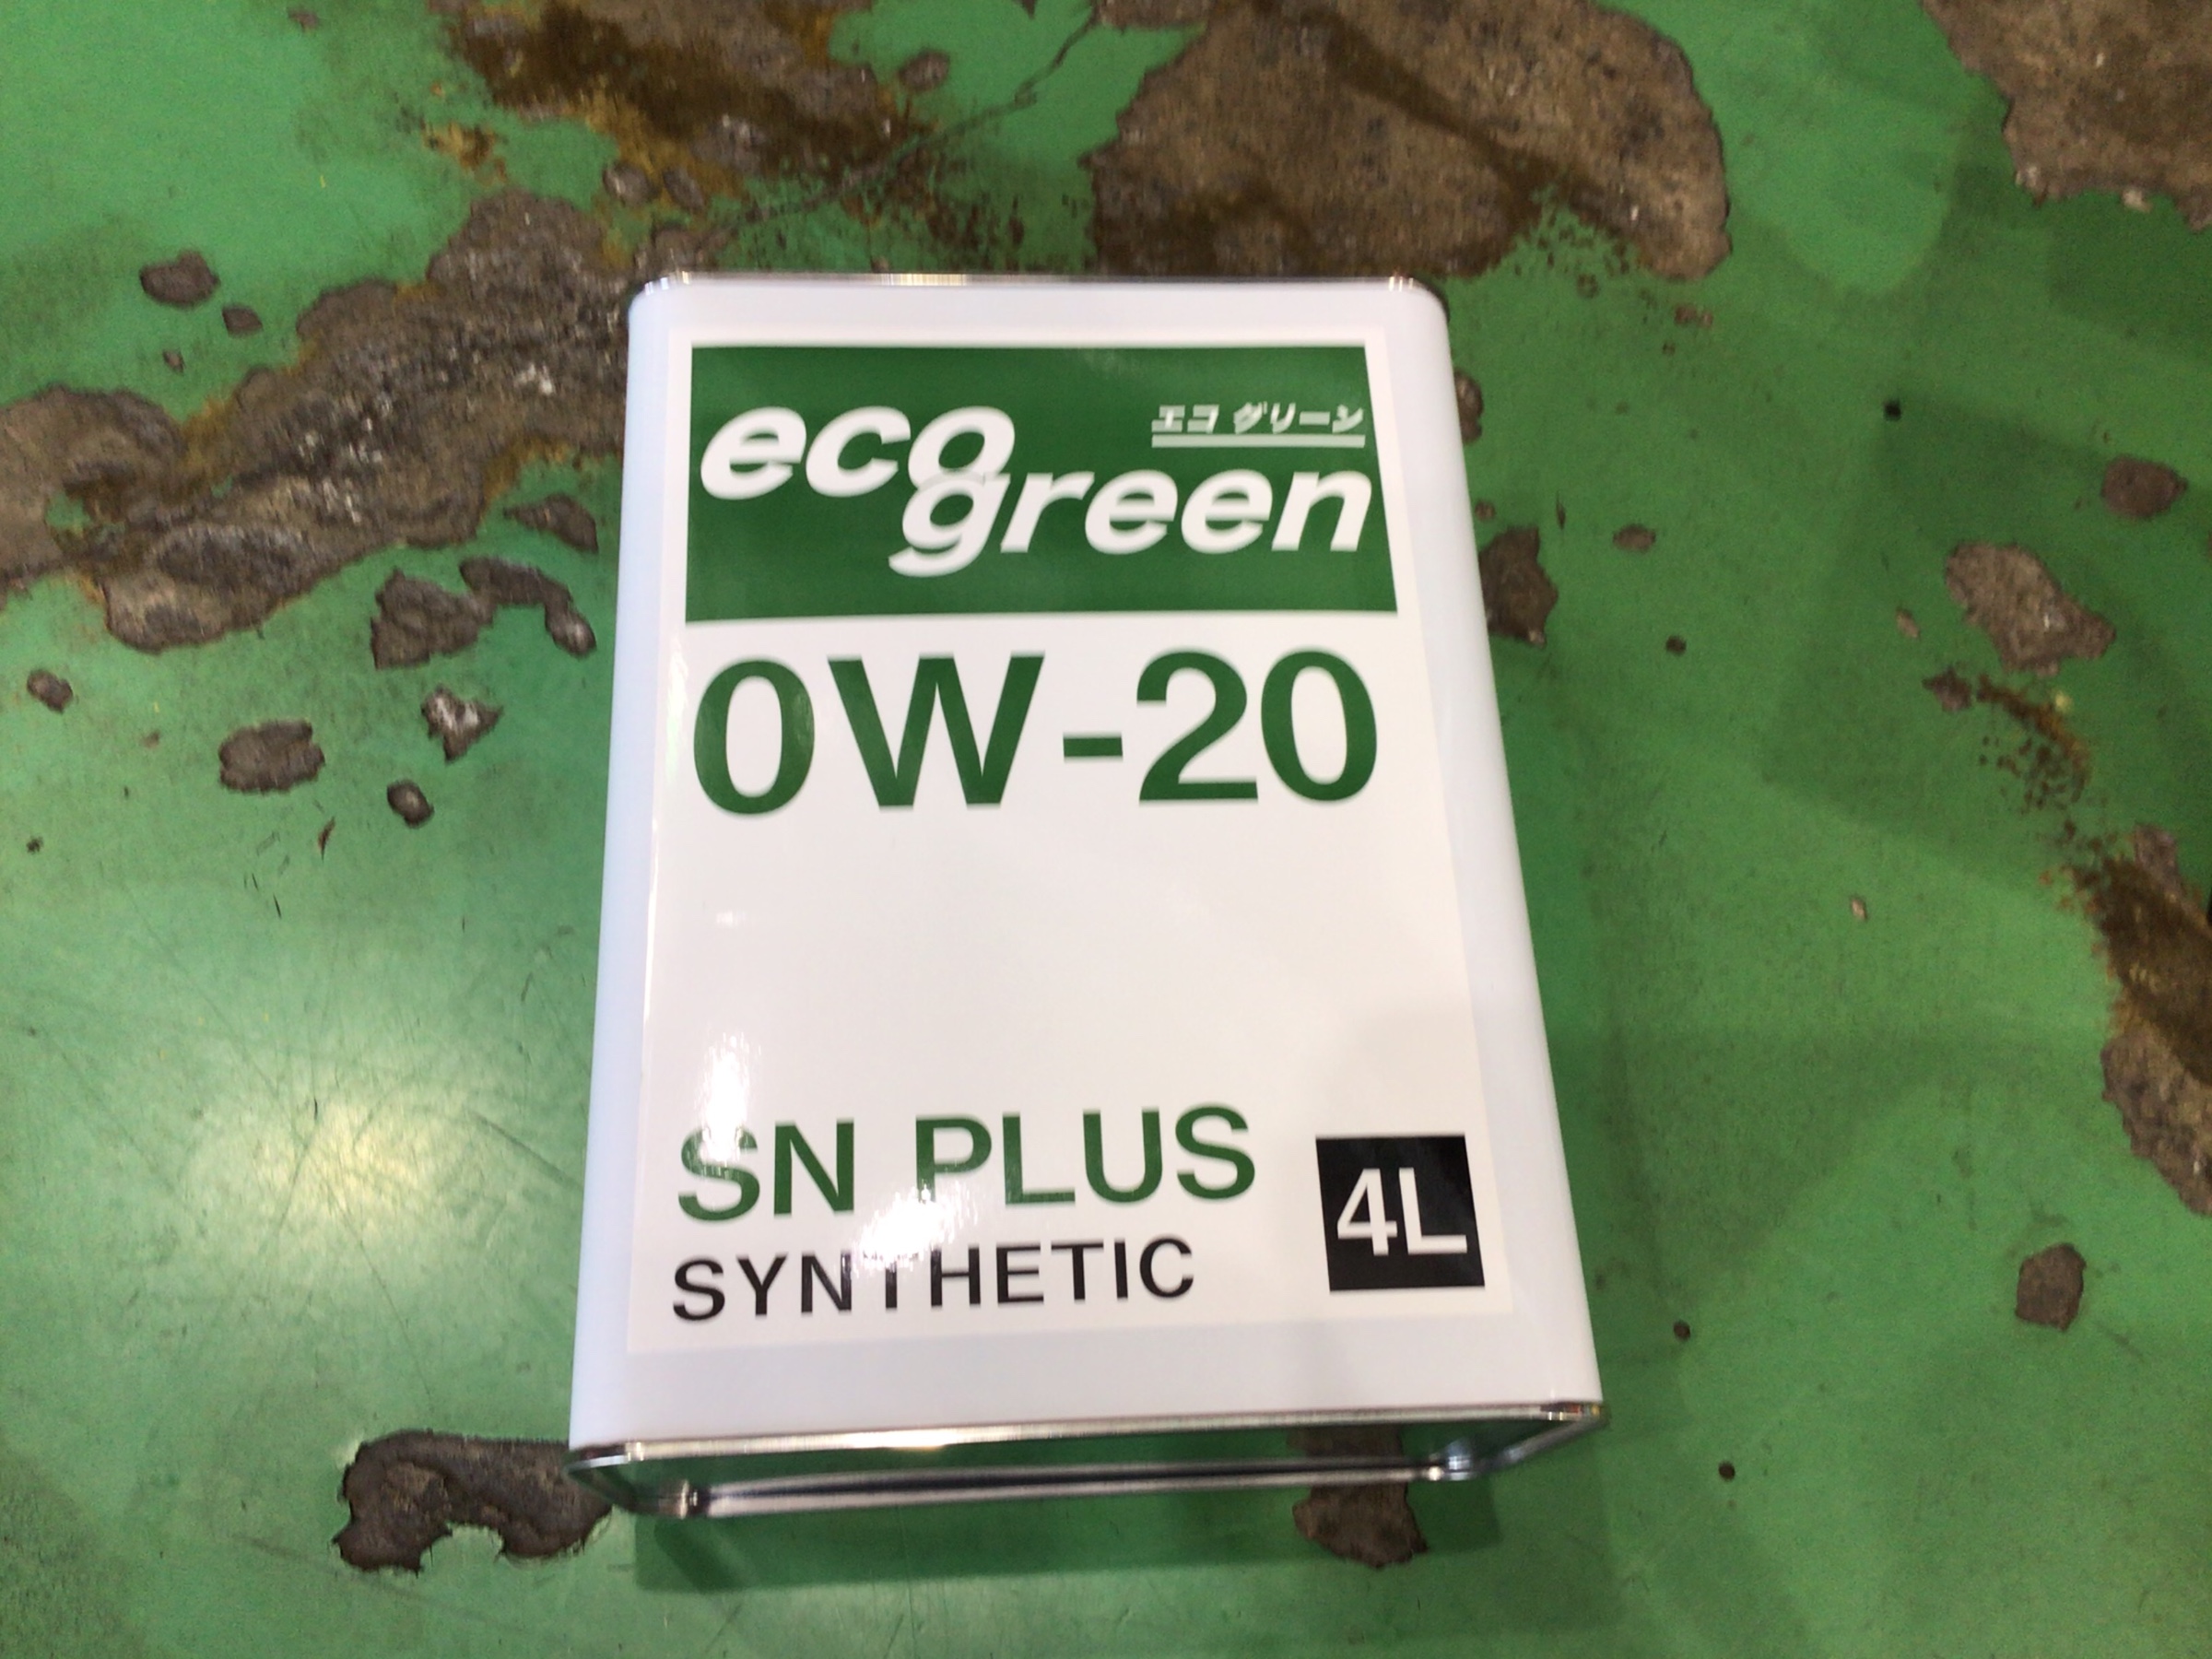 eco
エコ グリーン
green
0W-20
SN PLUS
SYNTHETIC
4L